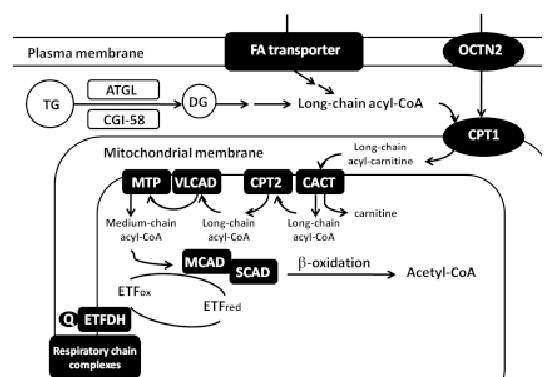 Plasma membrane
FA transporter
OCTN2
TG
ATGL
CGI-58
DG
Long-chain acyl-CoA
CPT1
Mitochondrial membrane
Long-chain
acyl-carnitine
MTP
VLCAD
CPT2
CACT
Medium-chain
acyl-CoA
Long-chain
acyl-CoA
Long-chain
acyl-CoA
carnitine
MCAD
SCAD
β-oxidation
Acetyl-CoA
ETFox
ETFred
Q
ETFDH
Respiratory chain
complexes